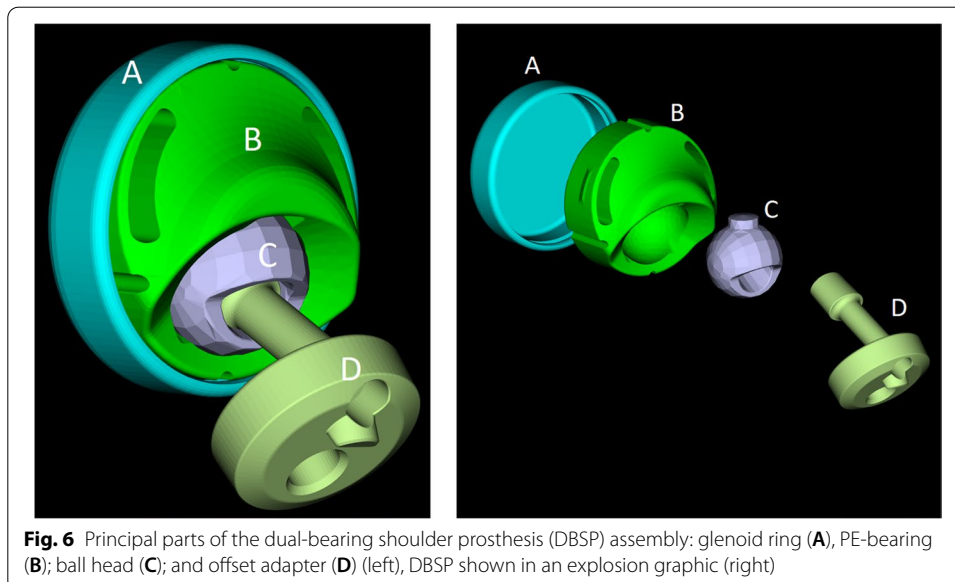 A
B
C
D
A
B
C
D
Fig. 6 Principal parts of the dual-bearing shoulder prosthesis (DBSP) assembly: glenoid ring (A), PE-bearing
(B); ball head (C); and offset adapter (D) (left), DBSP shown in an explosion graphic (right)